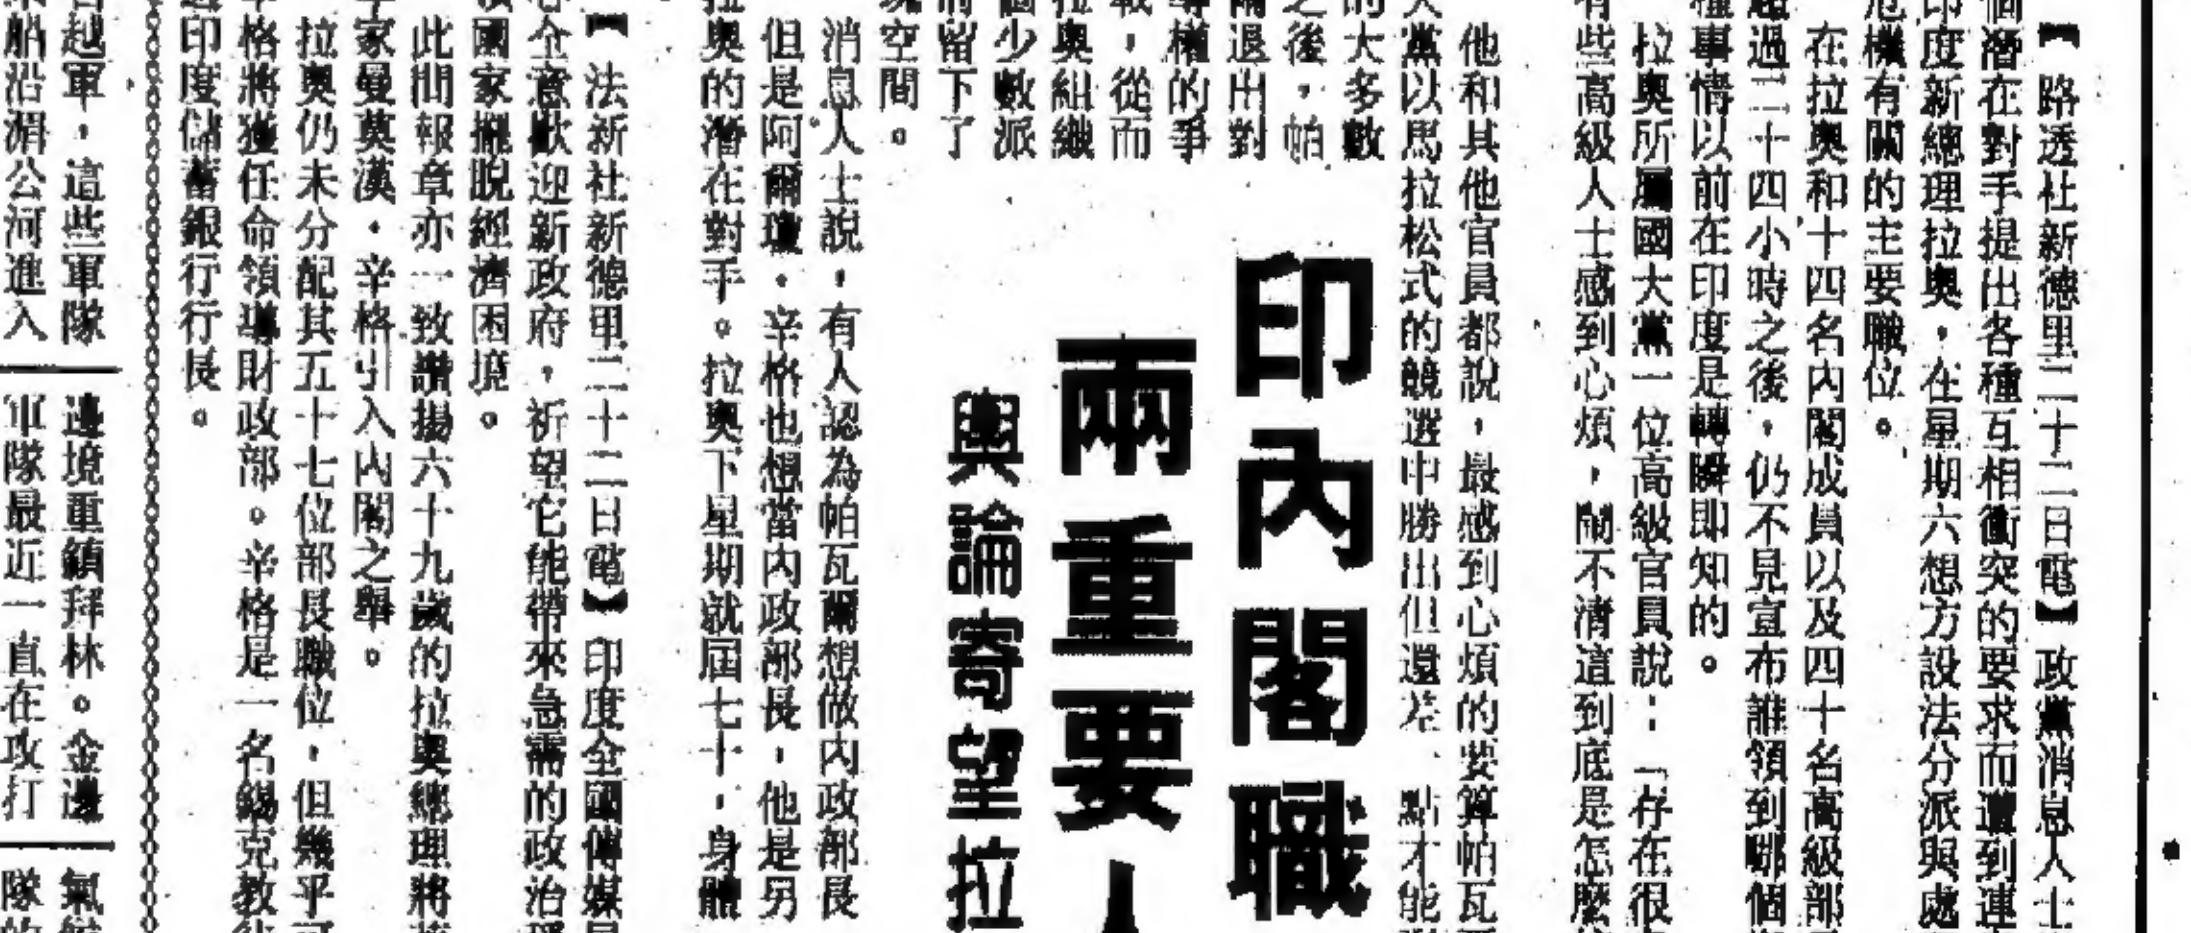 【路透社新德里二十二日電】政黨消息人士
個潛在對手提出各種互相衝突的要求而遭到連
印度新總理拉奧，在星期六想方設法分派與處
危機有關的主要職位。
在拉奧和十四名內閣成員以及四十名高級部
超過二十四小時之後，仍不見宣布誰領到哪個
種事情以前在印度是轉瞬即知的。
拉奧所屬國大黨一位高級官員說：「存在很
有些高級人士感到心煩，鬧不清這到底是怎麼
他和其他官員都說，最感到心煩的要算帕瓦
大黨以馬拉松式的競選中勝出但還差一點才能
的大多數
之後，帕
爾退出對
權的爭
戰，從而
拉奧組織
個少數派
留下了
空間。
印內閣職
兩重要人
輿論寄望拉
消息人士說，有人認為帕瓦爾想做內政部長
但是阿爾瓊．辛格也想當內政部長，他是另
拉奧的潛在對手。拉奧下星期就屆七十，身體
【法新社新德里二十二日電】印度全國傳媒
心全意歡迎新政府，祈望它能帶來急需的政治
國家擺脫經濟困境。
此間報章亦一致讚揚六十九歲的拉奧總理將
家曼莫漢．辛格引入內閣之舉。
拉奧仍未分配其五十七位部長職位，但幾乎可
辛格將獲任命領導財政部。辛格是一名錫克教
印度儲蓄銀行行長。
越軍，這些軍隊
船沿湄公河進入
邊境重鎮拜林。金邊
軍隊最近一直在攻打
氣
隊的